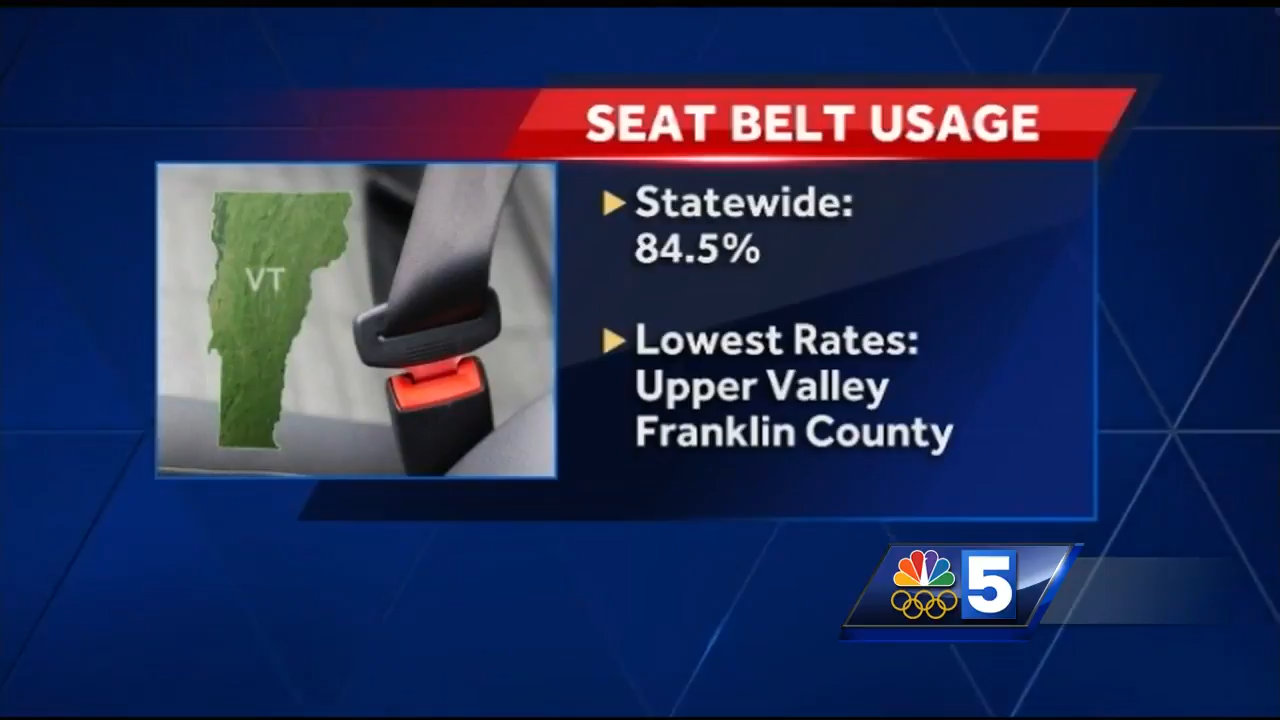 SEAT BELT USAGE
VT
Statewide:
84.5%
Lowest Rates:
Upper Valley
Franklin County
5